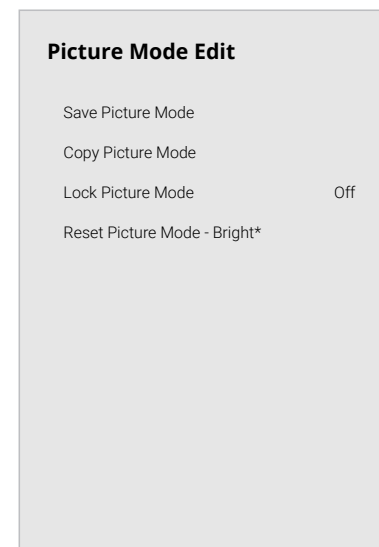 Picture Mode Edit
Save Picture Mode
Copy Picture Mode
Lock Picture Mode Off
Reset Picture Mode - Bright*